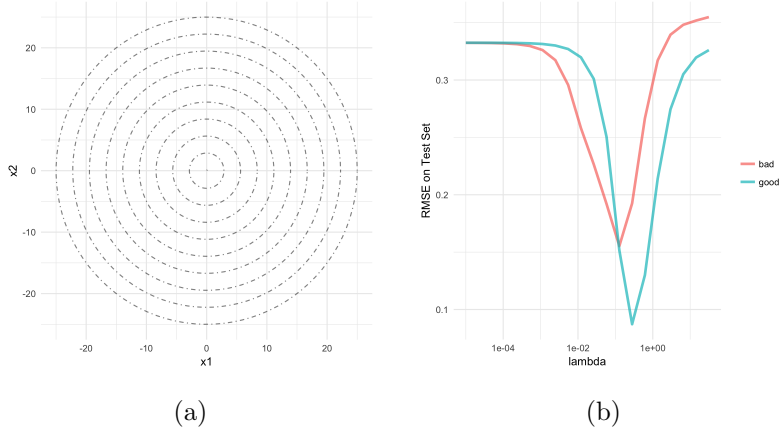 20
10
0
-10
-20
x2
-20 -10 0 10 20
x1
(a)
0.3
0.2
0.1
RMSE on Test Set
1e-04 1e-02 1e+00
lambda
bad
good
(b)